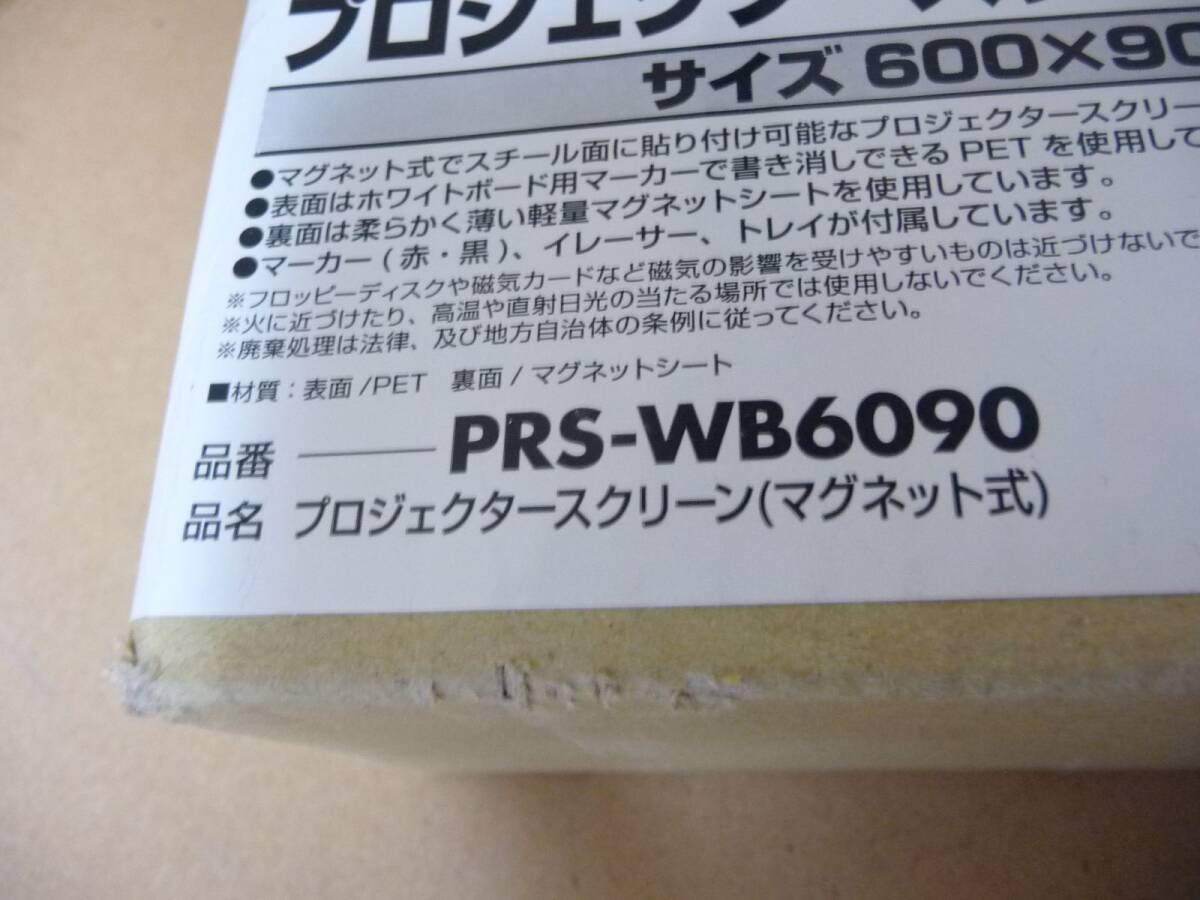 プロジェクタースク
サイズ 600×90
●マグネット式でスチール面に貼り付け可能なプロジェクタースクリー
●表面はホワイトボード用マーカーで書き消しできるPETを使用して
●裏面は柔らかく薄い軽量マグネットシートを使用しています。
●マーカー(赤・黒)、イレーサー、トレイが付属しています。
※フロッピーディスクや磁気カードなど磁気の影響を受けやすいものは近づけないで
※火に近づけたり、高温や直射日光の当たる場所では使用しないでください。
※廃棄処理は法律、及び地方自治体の条例に従ってください。
■材質：表面/PET 裏面/マグネットシート
品番 PRS-WB6090
品名 プロジェクタースクリーン(マグネット式)